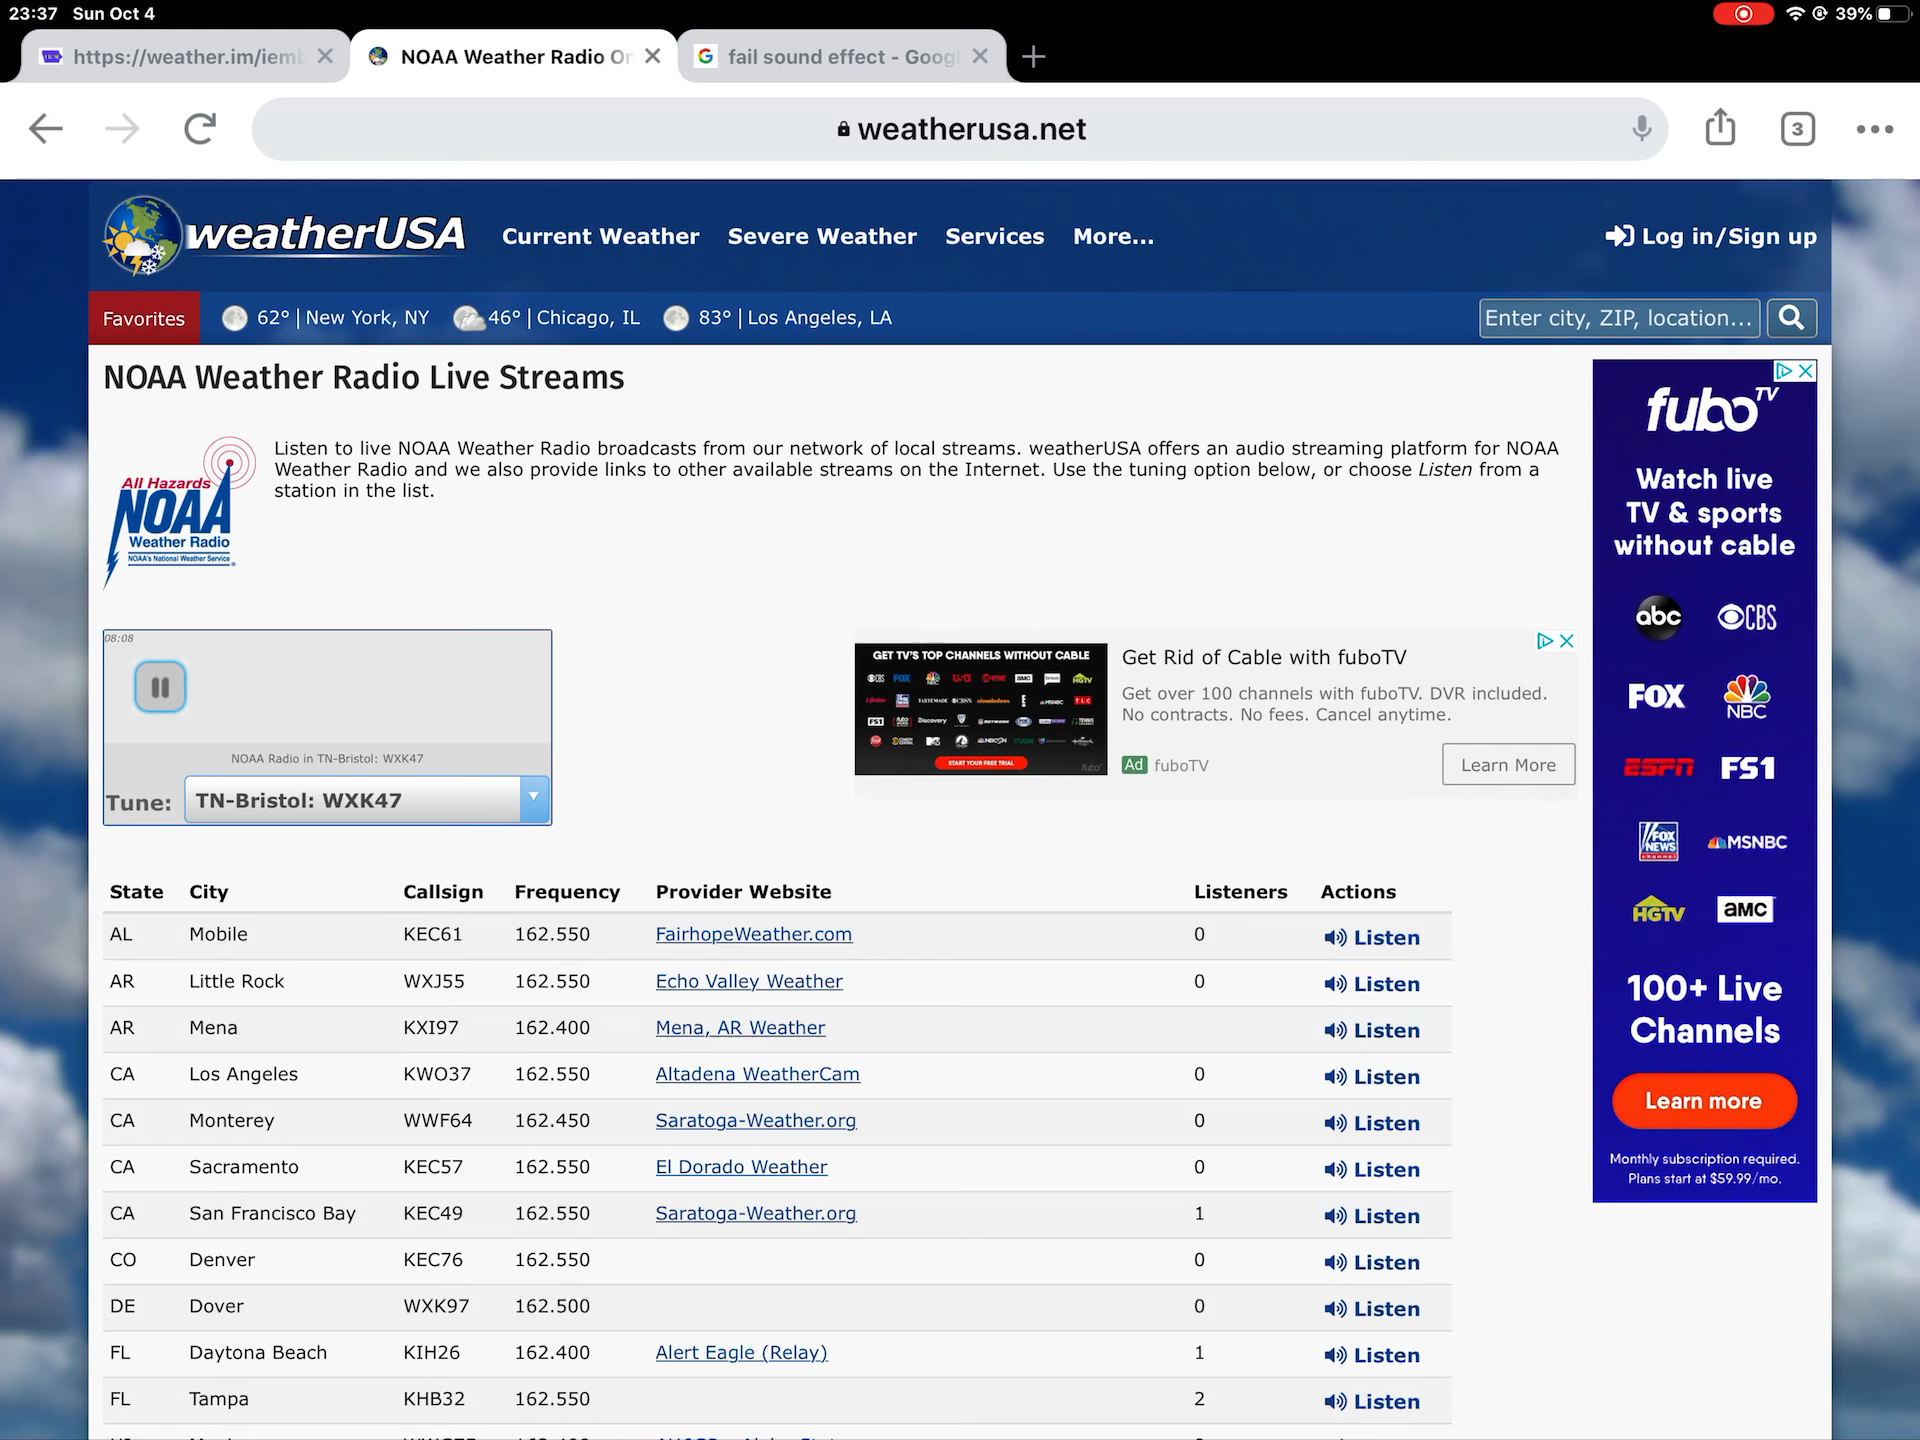 23:37 Sun Oct 4
39%
https://weather.im/iemb
NOAA Weather Radio On
fail sound effect - Googl
weatherusa.net
3
weatherUSA
Current Weather Severe Weather Services More...
Log in/Sign up
Favorites
62° | New York, NY
46° | Chicago, IL
83° | Los Angeles, LA
Enter city, ZIP, location...
NOAA Weather Radio Live Streams
All Hazards
NOAA
Weather Radio
NOAA's National Weather Service
Listen to live NOAA Weather Radio broadcasts from our network of local streams. weatherUSA offers an audio streaming platform for NOAA
Weather Radio and we also provide links to other available streams on the Internet. Use the tuning option below, or choose Listen from a
station in the list.
08:08
NOAA Radio in TN-Bristol: WXK47
Tune: TN-Bristol: WXK47
GET TV'S TOP CHANNELS WITHOUT CABLE
START YOUR FREE TRIAL
Get Rid of Cable with fuboTV
Get over 100 channels with fuboTV. DVR included.
No contracts. No fees. Cancel anytime.
Ad fuboTV
Learn More
State City Callsign Frequency Provider Website Listeners Actions
AL Mobile KEC61 162.550 FairhopeWeather.com 0 Listen
AR Little Rock WXJ55 162.550 Echo Valley Weather 0 Listen
AR Mena KXI97 162.400 Mena, AR Weather Listen
CA Los Angeles KWO37 162.550 Altadena WeatherCam 0 Listen
CA Monterey WWF64 162.450 Saratoga-Weather.org 0 Listen
CA Sacramento KEC57 162.550 El Dorado Weather 0 Listen
CA San Francisco Bay KEC49 162.550 Saratoga-Weather.org 1 Listen
CO Denver KEC76 162.550 0 Listen
DE Dover WXK97 162.500 0 Listen
FL Daytona Beach KIH26 162.400 Alert Eagle (Relay) 1 Listen
FL Tampa KHB32 162.550 2 Listen
fubo TV
Watch live
TV & sports
without cable
abc CBS
FOX NBC
ESPN FS1
FOX NEWS channel MSNBC
HGTV amc
100+ Live
Channels
Learn more
Monthly subscription required.
Plans start at $59.99/mo.